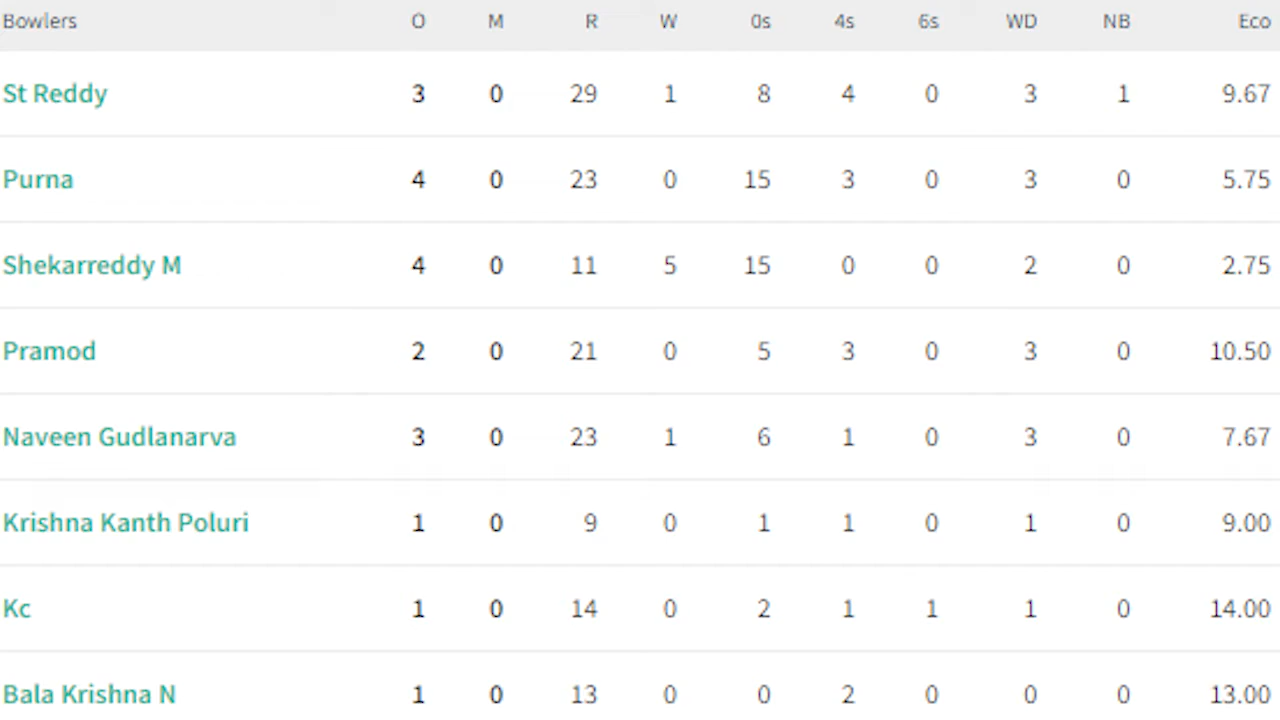 Bowlers O M R W 0s 4s 6s WD NB Eco
St Reddy 3 0 29 1 8 4 0 3 1 9.67
Purna 4 0 23 0 15 3 0 3 0 5.75
Shekarreddy M 4 0 11 5 15 0 0 2 0 2.75
Pramod 2 0 21 0 5 3 0 3 0 10.50
Naveen Gudlanarva 3 0 23 1 6 1 0 3 0 7.67
Krishna Kanth Poluri 1 0 9 0 1 1 0 1 0 9.00
Kc 1 0 14 0 2 1 1 1 0 14.00
Bala Krishna N 1 0 13 0 0 2 0 0 0 13.00